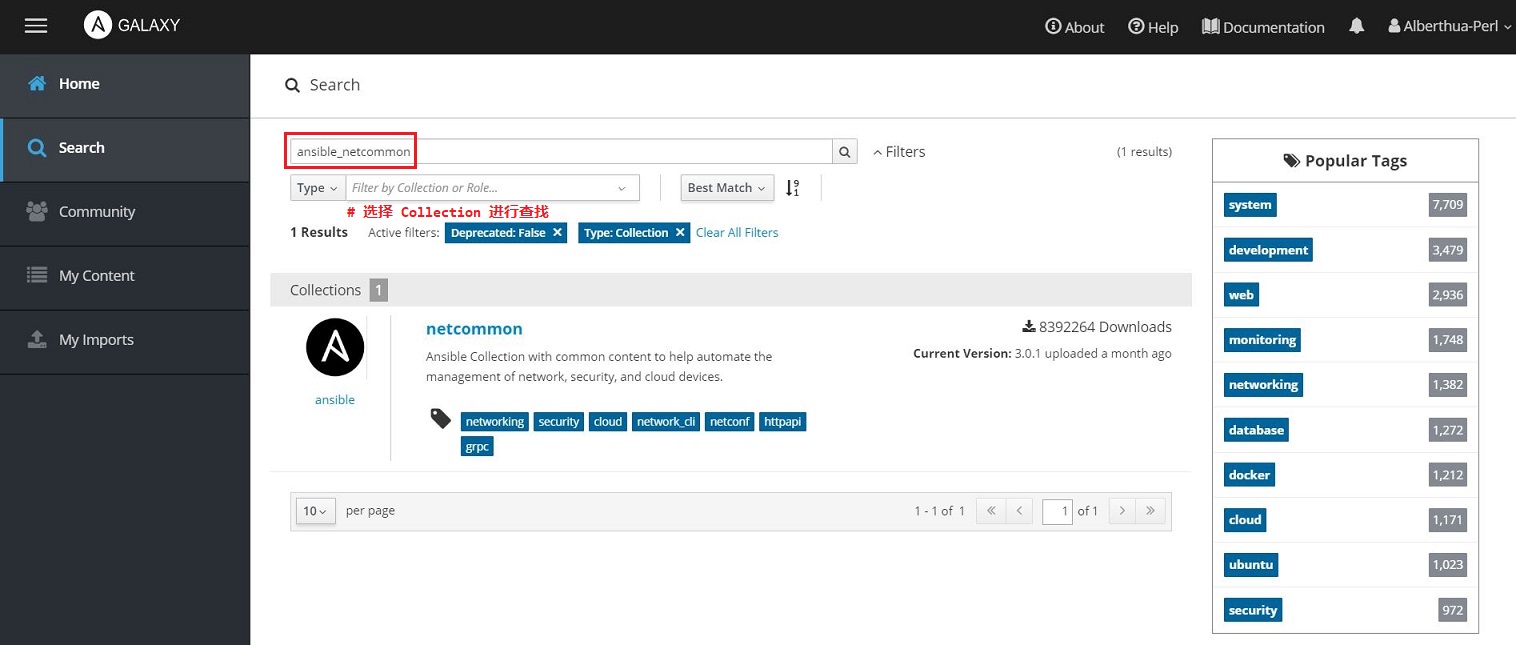 GALAXY
About
Help
Documentation
Alberthua-Perl
Home
Search
Community
My Content
My Imports
Search
ansible_netcommon
Filters
(1 results)
Type
Filter by Collection or Role...
Best Match
# 选择 Collection 进行查找
1 Results
Active filters:
Deprecated: False ✕
Type: Collection ✕
Clear All Filters
Collections 1
ansible
netcommon
Ansible Collection with common content to help automate the
management of network, security, and cloud devices.
8392264 Downloads
Current Version: 3.0.1 uploaded a month ago
networking security cloud network_cli netconf httpapi
grpc
10 per page
1 - 1 of 1
« < 1 of 1 > »
Popular Tags
system 7,709
development 3,479
web 2,936
monitoring 1,748
networking 1,382
database 1,272
docker 1,212
cloud 1,171
ubuntu 1,023
security 972